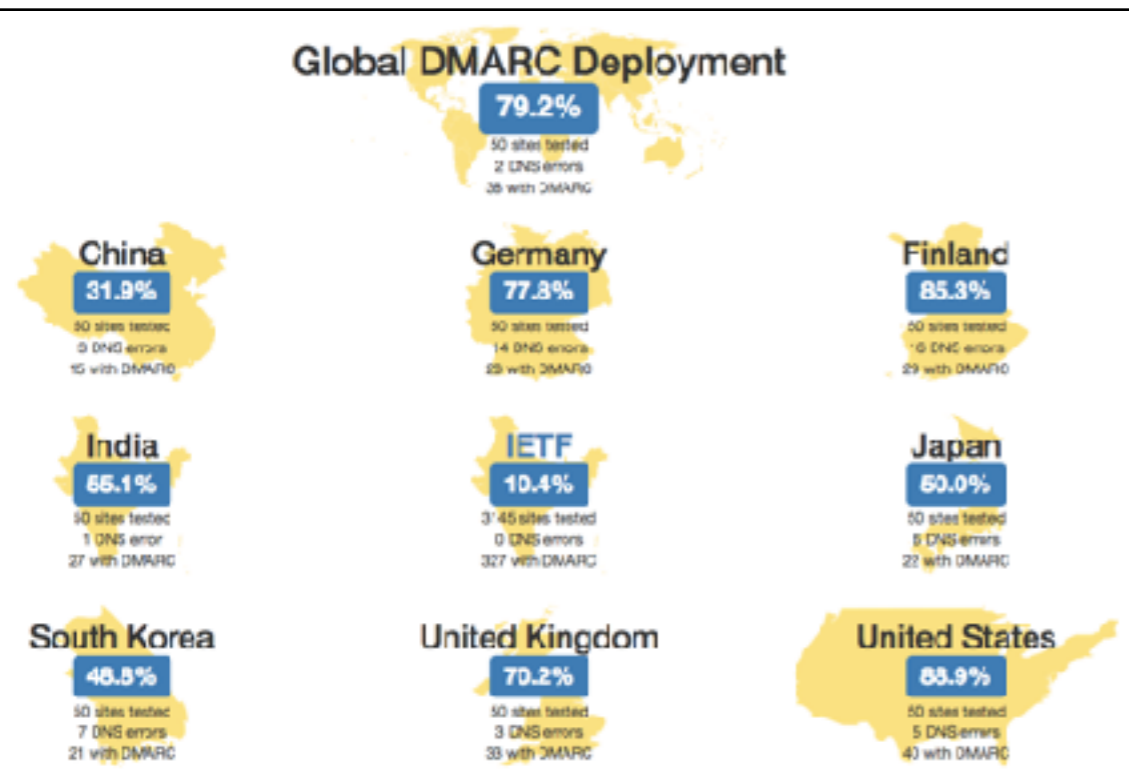 Global DMARC Deployment
79.2%
50 sites tested
2 DNS errors
38 with DMARC
China
Germany
Finland
31.9%
77.8%
85.3%
50 sites tested
50 sites tested
50 sites tested
3 DNS errors
14 DNS errors
16 DNS errors
15 with DMARC
28 with DMARC
29 with DMARC
India
IETF
Japan
55.1%
10.4%
50.0%
50 sites tested
3145 sites tested
50 sites tested
1 DNS error
0 DNS errors
6 DNS errors
27 with DMARC
327 with DMARC
22 with DMARC
South Korea
United Kingdom
United States
48.8%
70.2%
88.9%
50 sites tested
50 sites tested
50 sites tested
7 DNS errors
3 DNS errors
5 DNS errors
21 with DMARC
33 with DMARC
40 with DMARC